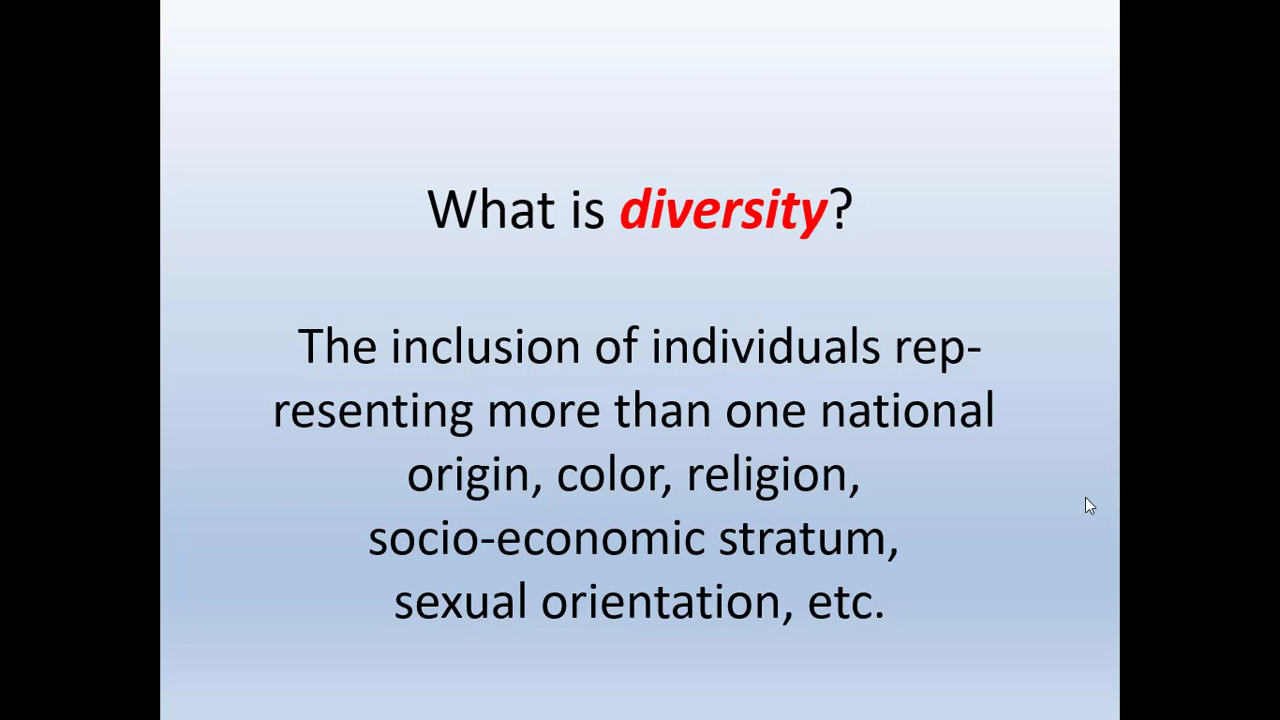 What is diversity?
The inclusion of individuals rep-
resenting more than one national
origin, color, religion,
socio-economic stratum,
sexual orientation, etc.